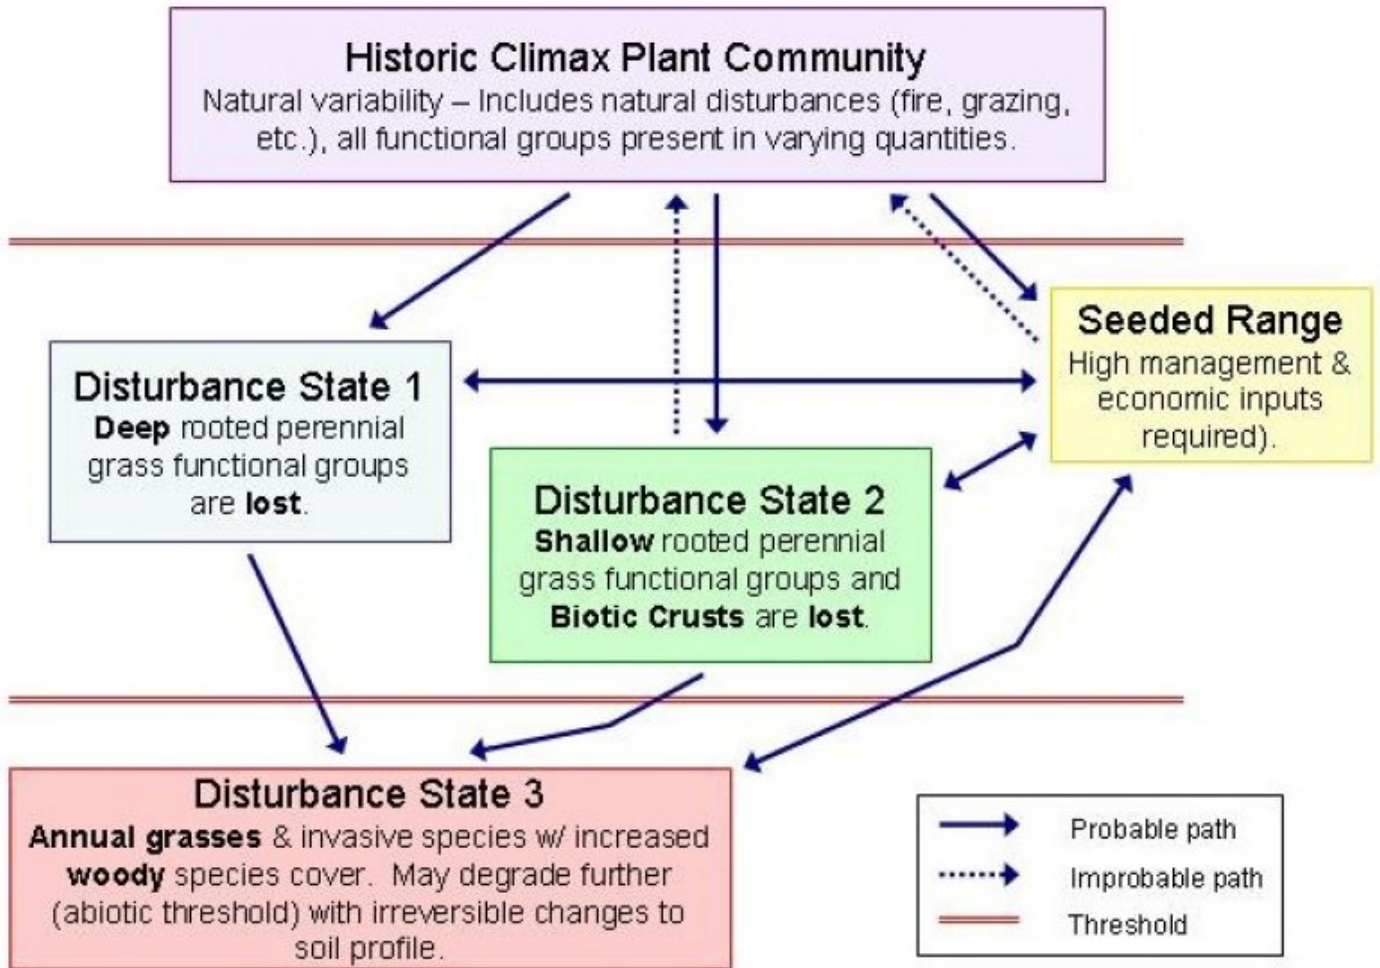 Historic Climax Plant Community
Natural variability – Includes natural disturbances (fire, grazing,
etc.), all functional groups present in varying quantities.
Seeded Range
High management &
economic inputs
required).
Disturbance State 1
Deep rooted perennial
grass functional groups
are lost.
Disturbance State 2
Shallow rooted perennial
grass functional groups and
Biotic Crusts are lost.
Disturbance State 3
Annual grasses & invasive species w/ increased
woody species cover.  May degrade further
(abiotic threshold) with irreversible changes to
soil profile.
Probable path
Improbable path
Threshold